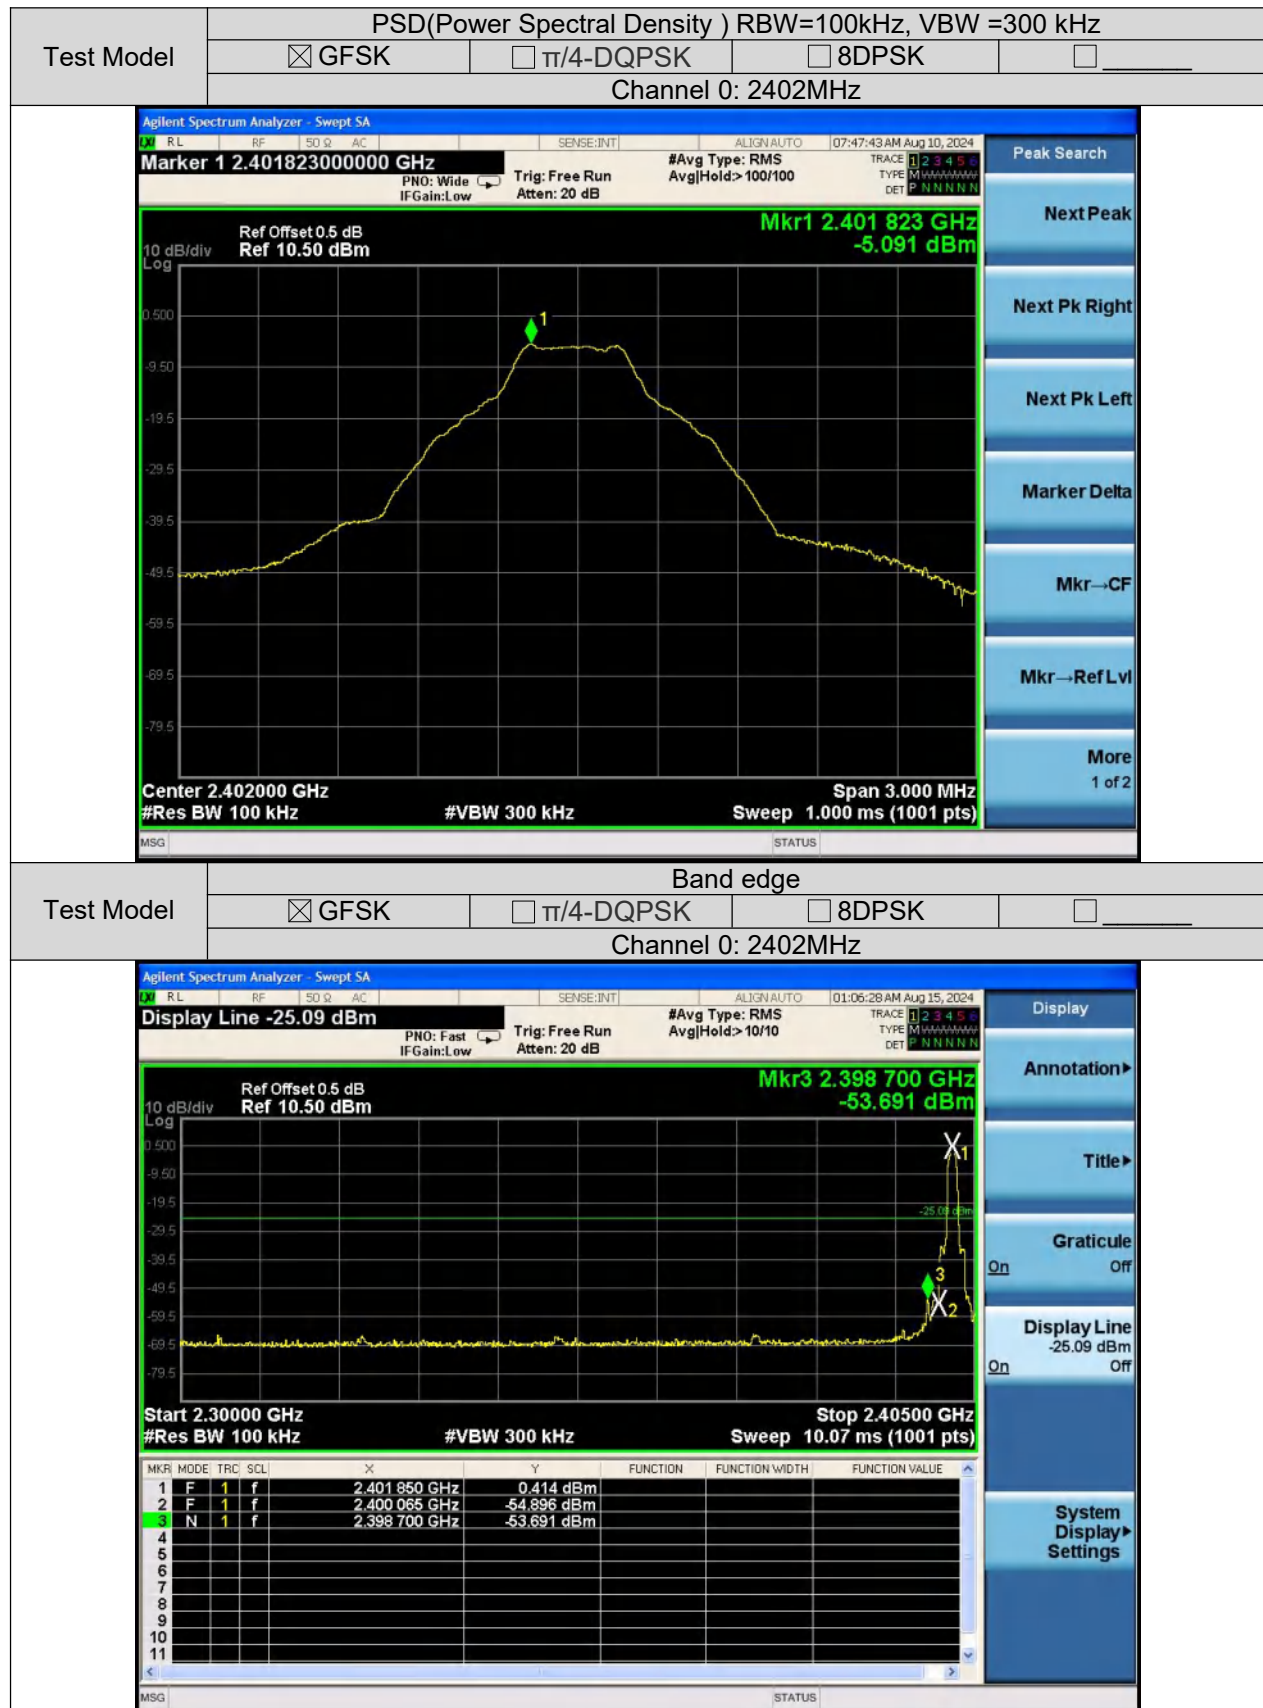 Test Model
PSD(Power Spectral Density ) RBW=100kHz, VBW =300 kHz
☒ GFSK ☐ π/4-DQPSK ☐ 8DPSK ☐ ______
Channel 0: 2402MHz
Agilent Spectrum Analyzer - Swept SA
LXI RL RF 50 Ω AC SENSE:INT ALIGN AUTO 07:47:43 AM Aug 10, 2024
Marker 1 2.401823000000 GHz
PNO: Wide
IFGain:Low
Trig: Free Run
Atten: 20 dB
#Avg Type: RMS
Avg|Hold:> 100/100
TRACE 1 2 3 4 5 6
TYPE M W W W W W
DET P N N N N N
Peak Search
Mkr1 2.401 823 GHz
-5.091 dBm
Ref Offset 0.5 dB
10 dB/div Ref 10.50 dBm
Log
1
0.500
-9.50
-19.5
-29.5
-39.5
-49.5
-59.5
-69.5
-79.5
Next Peak
Next Pk Right
Next Pk Left
Marker Delta
Mkr→CF
Mkr→Ref Lvl
More
1 of 2
Center 2.402000 GHz Span 3.000 MHz
#Res BW 100 kHz #VBW 300 kHz Sweep 1.000 ms (1001 pts)
MSG STATUS
Test Model
Band edge
☒ GFSK ☐ π/4-DQPSK ☐ 8DPSK ☐ ______
Channel 0: 2402MHz
Agilent Spectrum Analyzer - Swept SA
LXI RL RF 50 Ω AC SENSE:INT ALIGN AUTO 01:06:28 AM Aug 15, 2024
Display Line -25.09 dBm
PNO: Fast
IFGain:Low
Trig: Free Run
Atten: 20 dB
#Avg Type: RMS
Avg|Hold:> 10/10
TRACE 1 2 3 4 5 6
TYPE M W W W W W
DET P N N N N N
Display
Mkr3 2.398 700 GHz
-53.691 dBm
Ref Offset 0.5 dB
10 dB/div Ref 10.50 dBm
Log
0.500
-9.50
-19.5
-29.5
-39.5
-49.5
-59.5
-69.5
-79.5
1
-25.09 dBm
3
2
Annotation▸
Title▸
Graticule
On Off
Display Line
-25.09 dBm
On Off
System
Display▸
Settings
Start 2.30000 GHz Stop 2.40500 GHz
#Res BW 100 kHz #VBW 300 kHz Sweep 10.07 ms (1001 pts)
MKR MODE TRC SCL X Y FUNCTION FUNCTION WIDTH FUNCTION VALUE
1 F 1 f 2.401 850 GHz 0.414 dBm
2 F 1 f 2.400 065 GHz -54.896 dBm
3 N 1 f 2.398 700 GHz -53.691 dBm
4
5
6
7
8
9
10
11
MSG STATUS